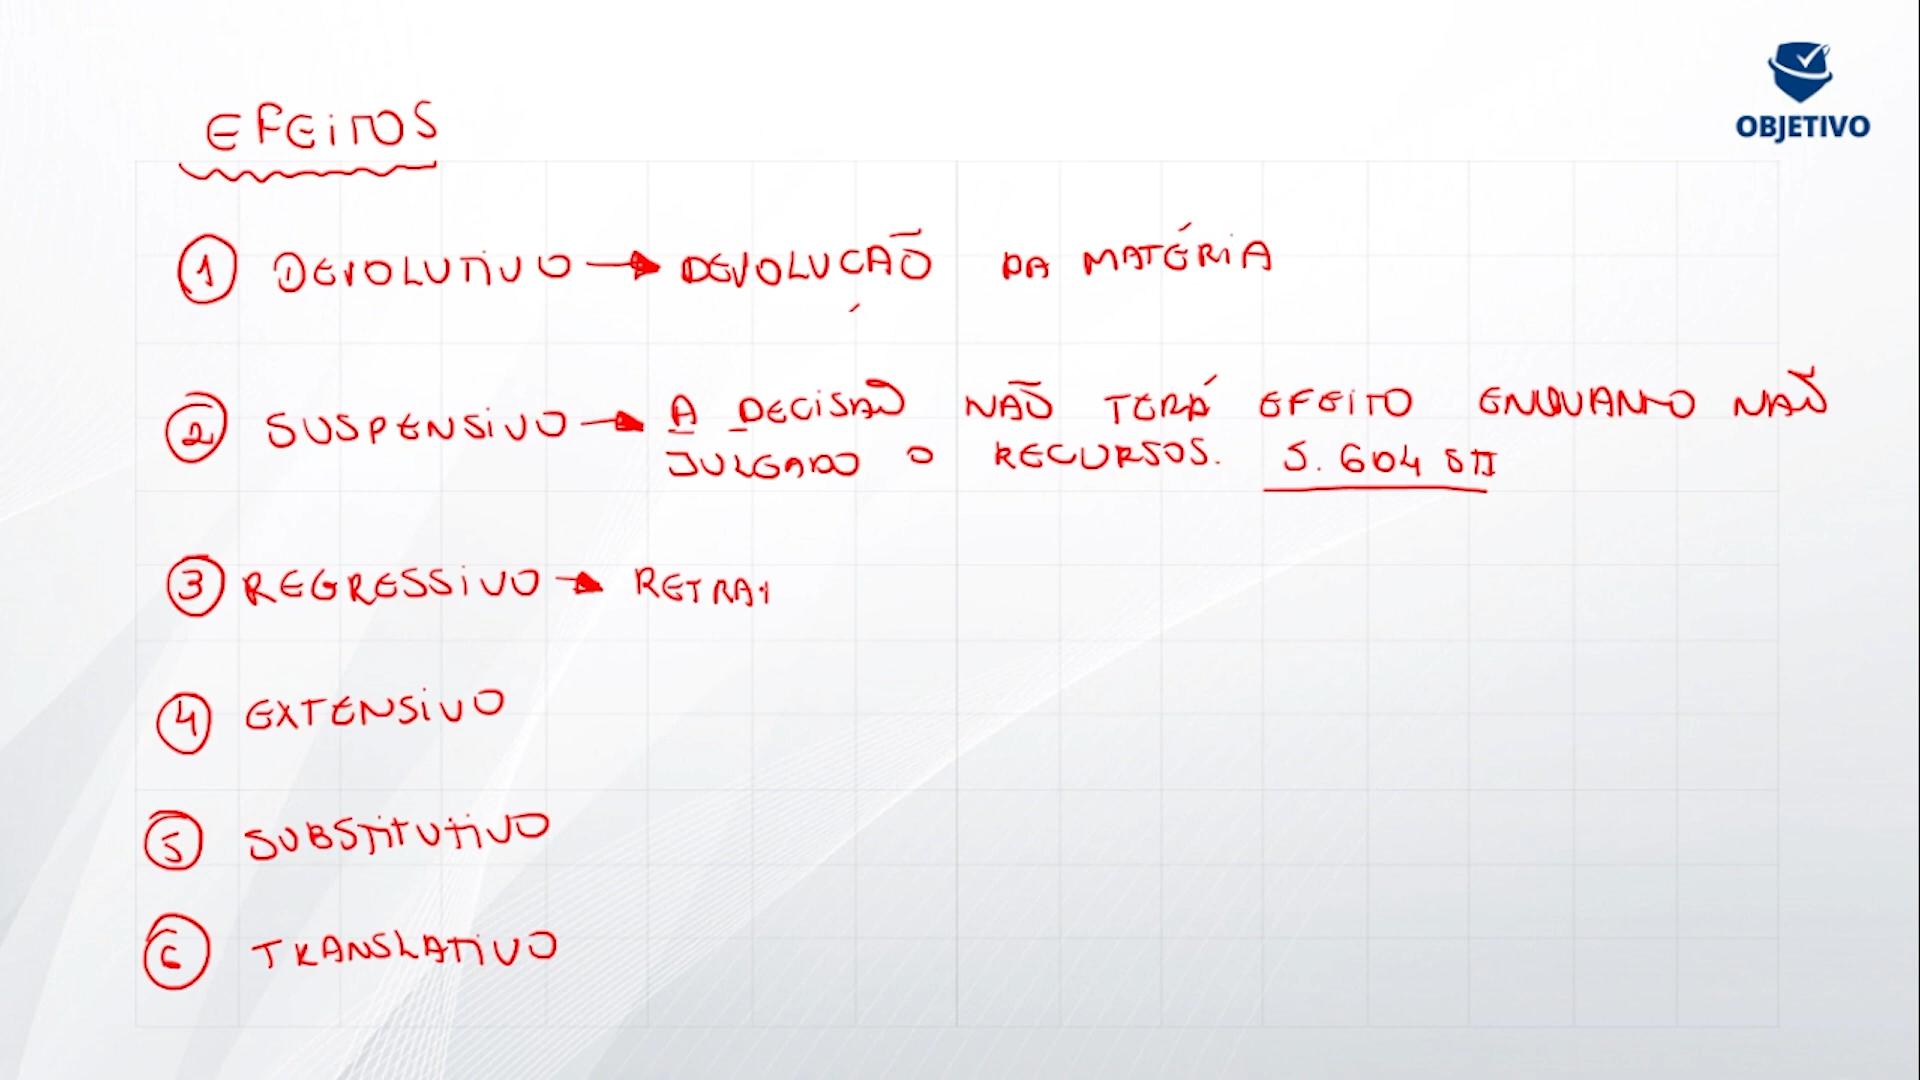 OBJETIVO
EFEITOS
1 DEVOLUTIVO → DEVOLUÇÃO DA MATÉRIA
2 SUSPENSIVO → A DECISÃO NÃO TERÁ EFEITO ENQUANTO NÃO
JULGADO O RECURSOS. S. 604 STJ
3 REGRESSIVO → RETRAT
4 EXTENSIVO
5 SUBSTITUTIVO
6 TRANSLATIVO